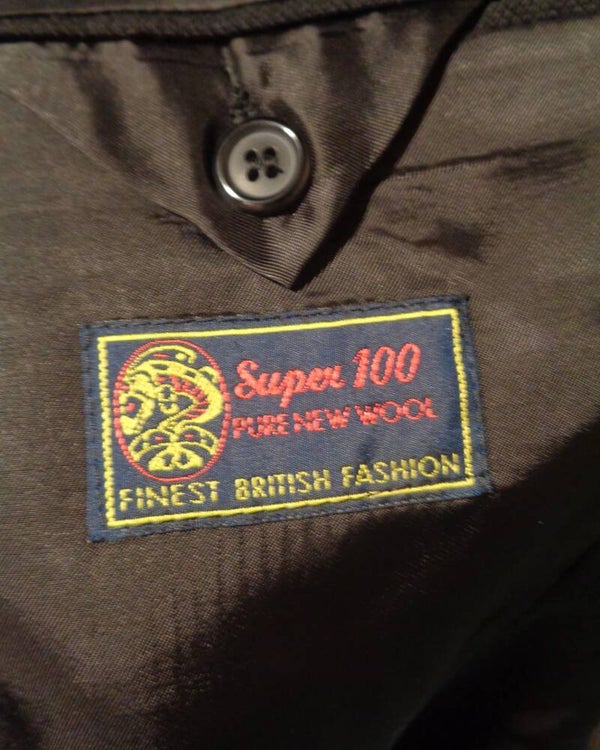 Super 100
PURE NEW WOOL
FINEST BRITISH FASHION